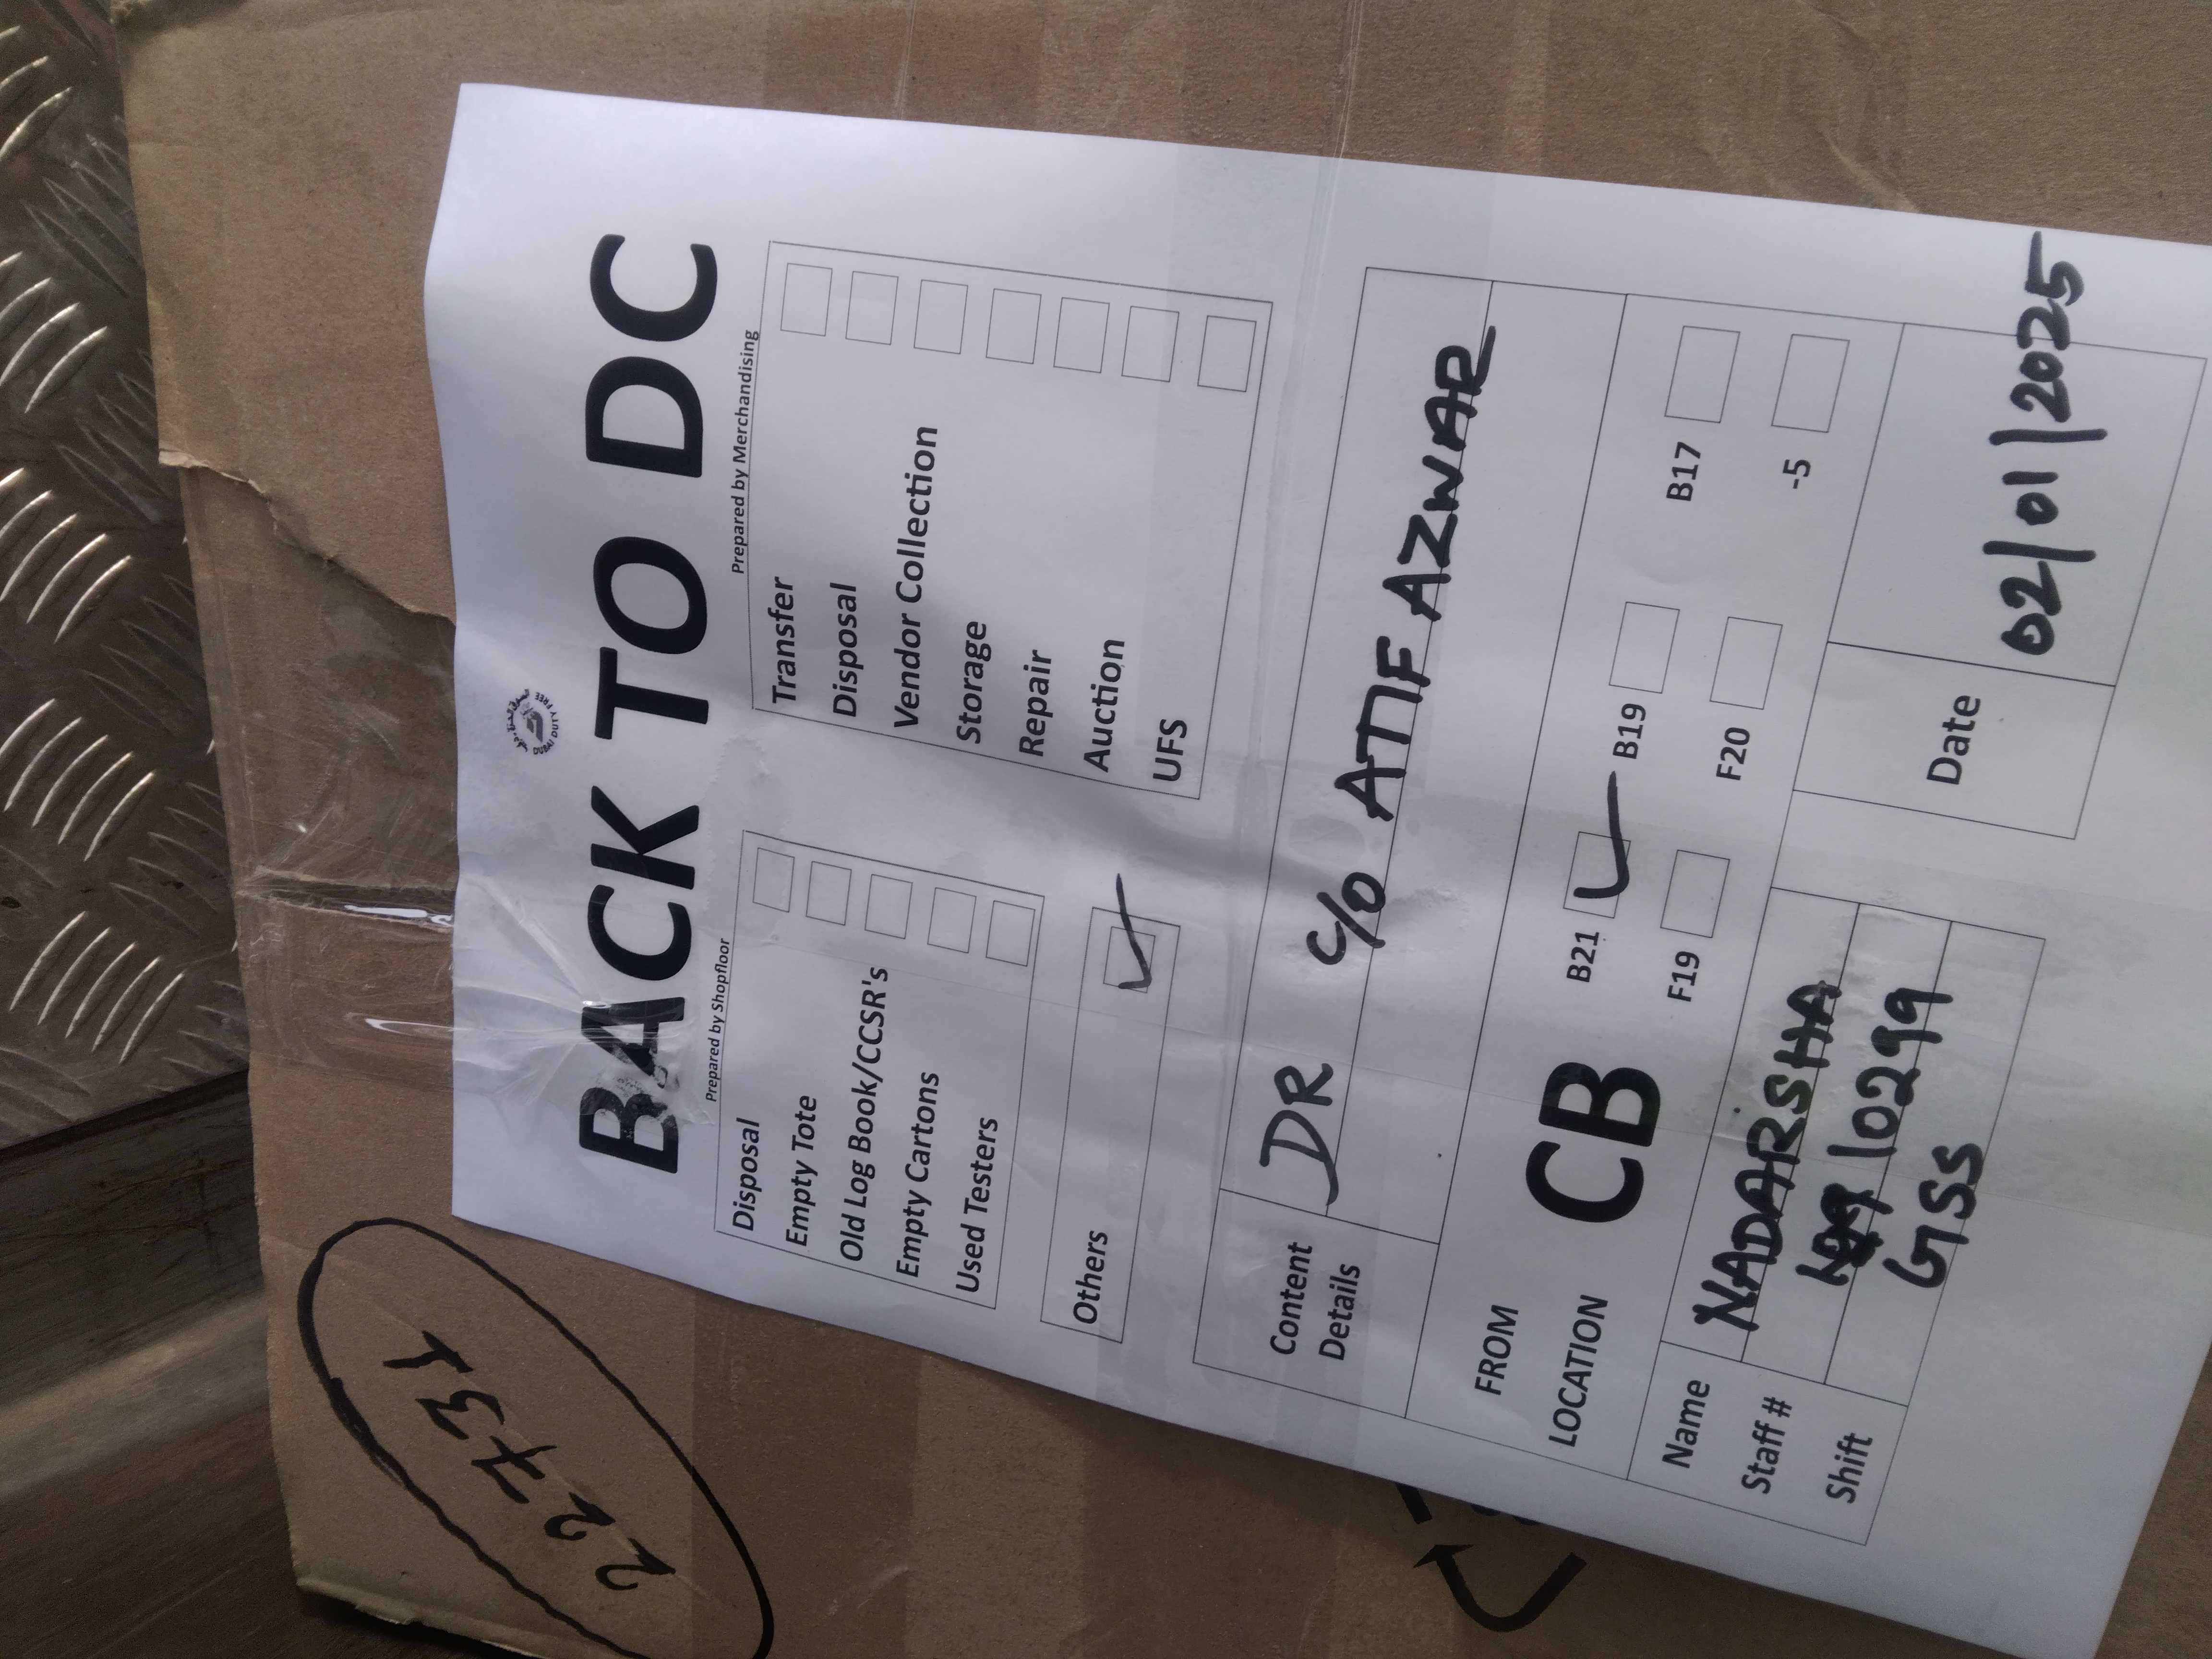 DUBAI DUTY FREE
BACK TO DC
Prepared by Shopfloor
Disposal
Empty Tote
Old Log Book/CCSR's
Empty Cartons
Used Testers
Others
Prepared by Merchandising
Transfer
Disposal
Vendor Collection
Storage
Repair
Auction
UFS
Content Details
DR c/o ATIF AZWAR
FROM LOCATION
CB
B21 B19 B17
F19 F20 -5
Name NADARSHA
Staff # 10299
Shift GSS
Date 02/01/2025
22731